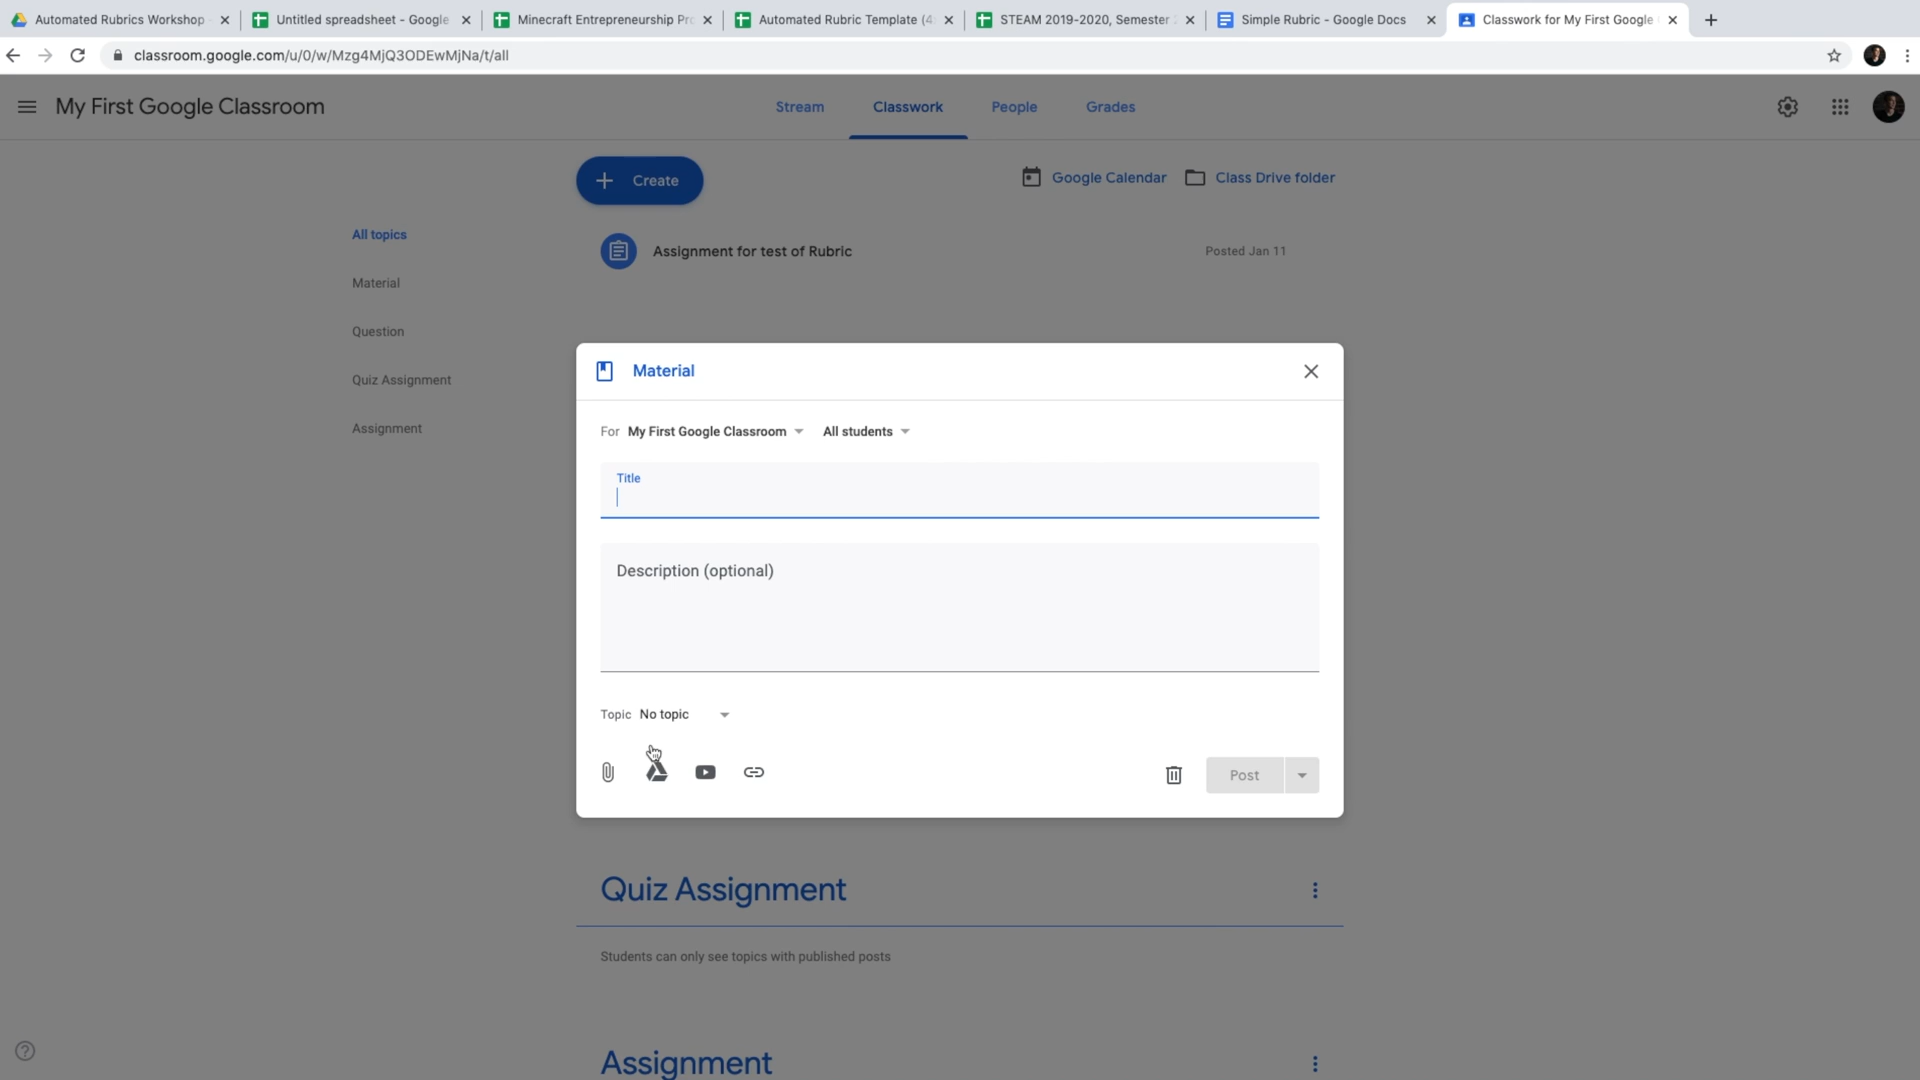 Automated Rubrics Workshop
Untitled spreadsheet - Google
Minecraft Entrepreneurship Pro
Automated Rubric Template (4
STEAM 2019-2020, Semester
Simple Rubric - Google Docs
Classwork for My First Google
classroom.google.com/u/0/w/Mzg4MjQ3ODEwMjNa/t/all
My First Google Classroom
Stream
Classwork
People
Grades
Create
Google Calendar
Class Drive folder
All topics
Assignment for test of Rubric
Posted Jan 11
Material
Question
Quiz Assignment
Assignment
Material
For My First Google Classroom
All students
Title
Description (optional)
Topic No topic
Post
Quiz Assignment
Students can only see topics with published posts
Assignment